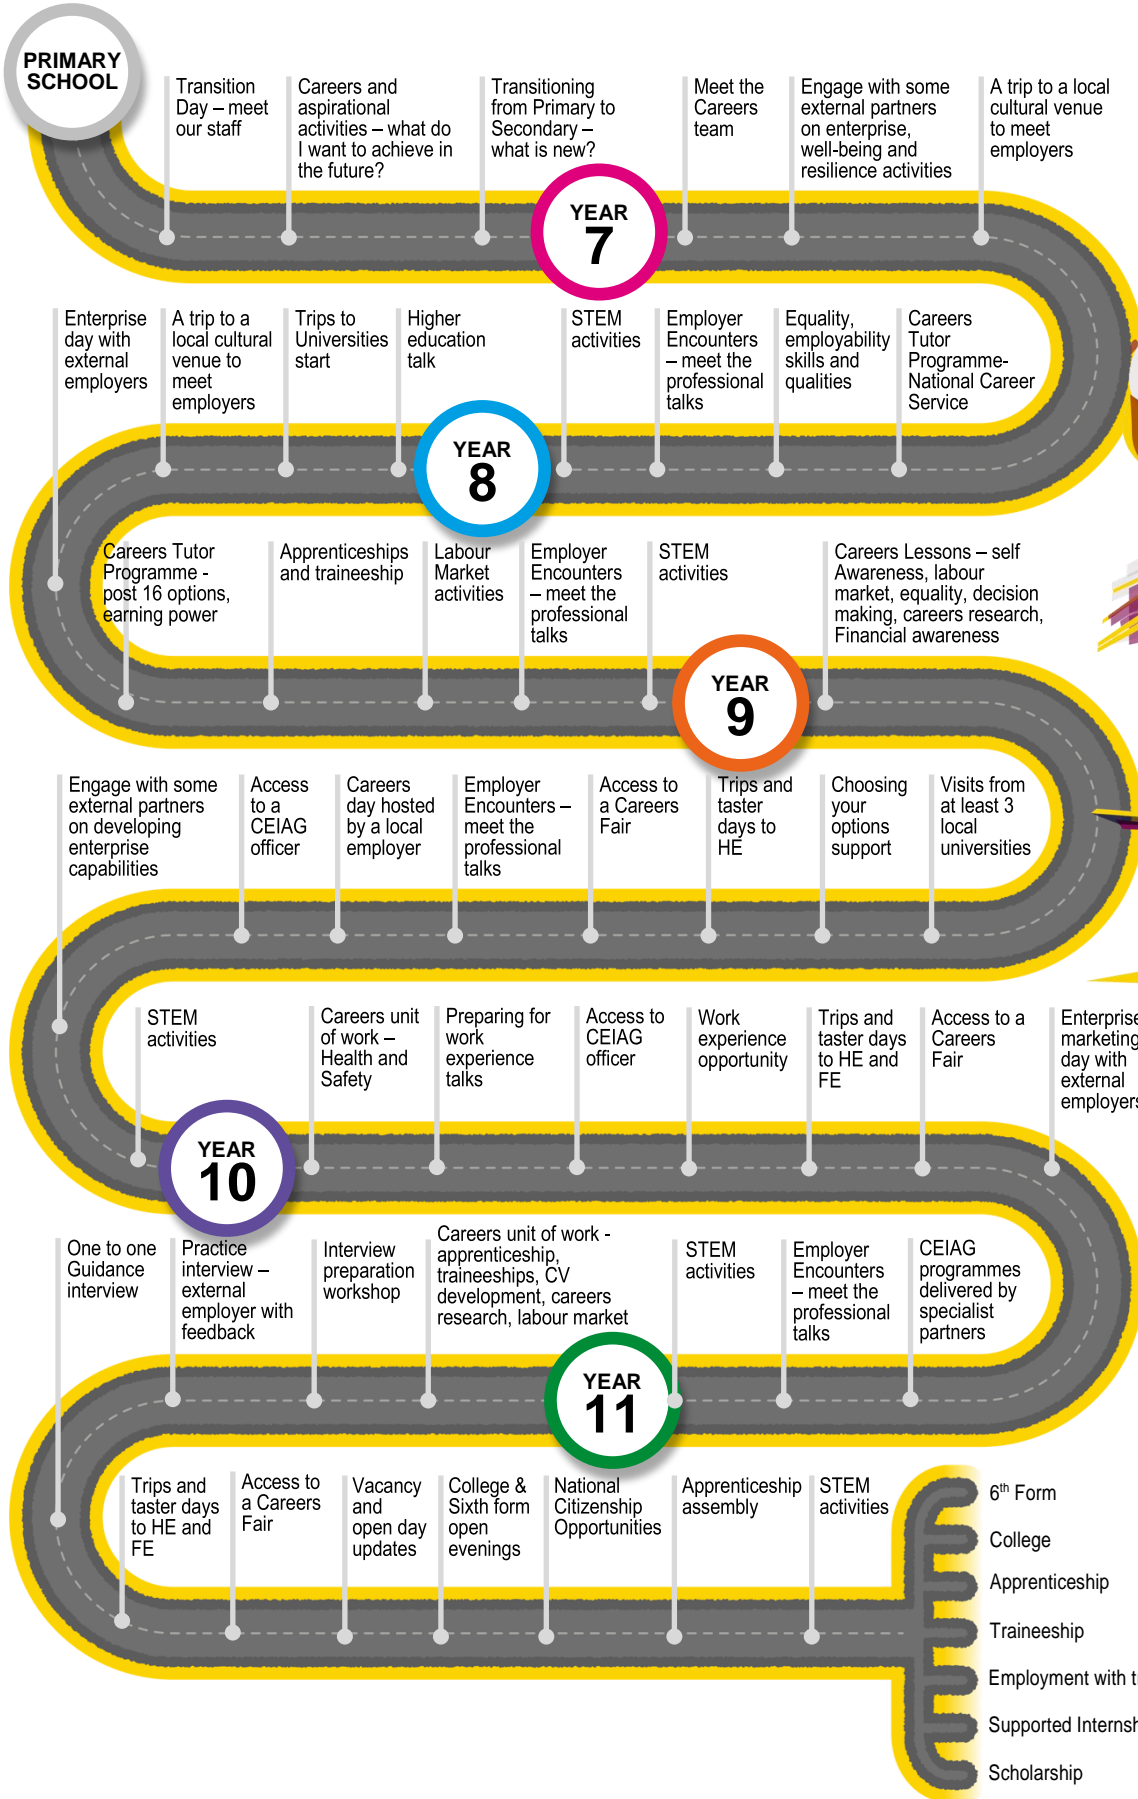 PRIMARY
SCHOOL
Transition
Day – meet
our staff
Careers and
aspirational
activities – what do
I want to achieve in
the future?
Transitioning
from Primary to
Secondary –
what is new?
Meet the
Careers
team
Engage with some
external partners
on enterprise,
well-being and
resilience activities
A trip to a local
cultural venue
to meet
employers
YEAR
7
Enterprise
day with
external
employers
A trip to a
local cultural
venue to
meet
employers
Trips to
Universities
start
Higher
education
talk
STEM
activities
Employer
Encounters
– meet the
professional
talks
Equality,
employability
skills and
qualities
Careers
Tutor
Programme-
National Career
Service
YEAR
8
Careers Tutor
Programme -
post 16 options,
earning power
Apprenticeships
and traineeship
Labour
Market
activities
Employer
Encounters
– meet the
professional
talks
STEM
activities
Careers Lessons – self
Awareness, labour
market, equality, decision
making, careers research,
Financial awareness
YEAR
9
Engage with some
external partners
on developing
enterprise
capabilities
Access
to a
CEIAG
officer
Careers
day hosted
by a local
employer
Employer
Encounters –
meet the
professional
talks
Access to
a Careers
Fair
Trips and
taster
days to
HE
Choosing
your
options
support
Visits from
at least 3
local
universities
STEM
activities
Careers unit
of work –
Health and
Safety
Preparing for
work
experience
talks
Access to
CEIAG
officer
Work
experience
opportunity
Trips and
taster days
to HE and
FE
Access to a
Careers
Fair
Enterprise
marketing
day with
external
employers
YEAR
10
One to one
Guidance
interview
Practice
interview –
external
employer with
feedback
Interview
preparation
workshop
Careers unit of work -
apprenticeship,
traineeships, CV
development, careers
research, labour market
STEM
activities
Employer
Encounters
– meet the
professional
talks
CEIAG
programmes
delivered by
specialist
partners
YEAR
11
Trips and
taster days
to HE and
FE
Access to
a Careers
Fair
Vacancy
and
open day
updates
College &
Sixth form
open
evenings
National
Citizenship
Opportunities
Apprenticeship
assembly
STEM
activities
6th Form
College
Apprenticeship
Traineeship
Employment with
Supported
Scholarship